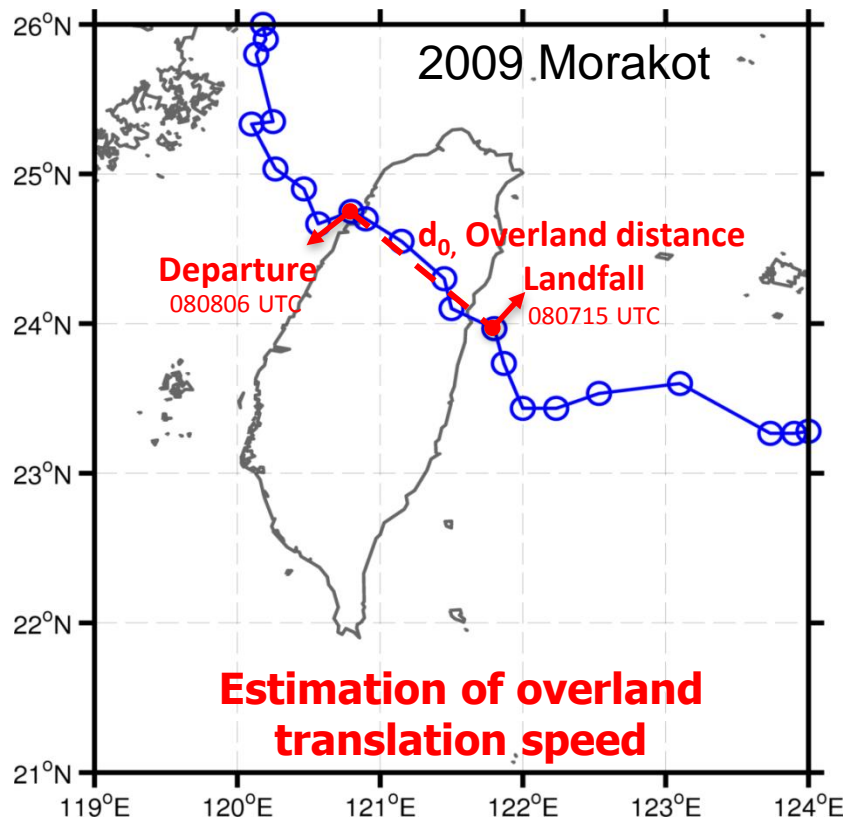 26°N
2009 Morakot
25°N
d0, Overland distance
Departure
Landfall
080806 UTC
080715 UTC
24°N
23°N
22°N
Estimation of overland
translation speed
21°N
119°E 120°E 121°E 122°E 123°E 124°E